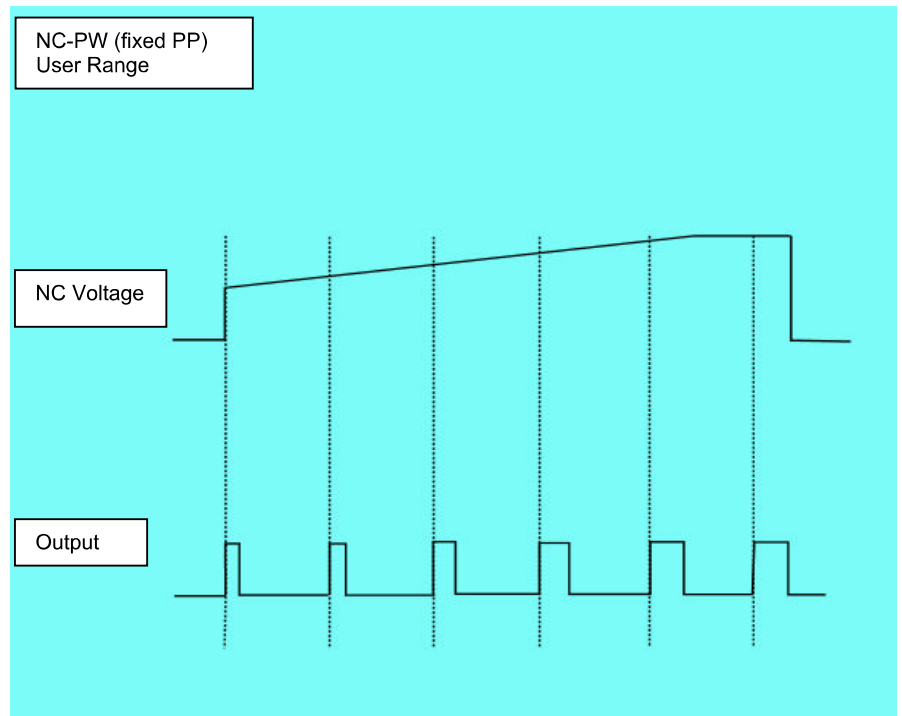 NC-PW (fixed PP)
User Range
NC Voltage
Output